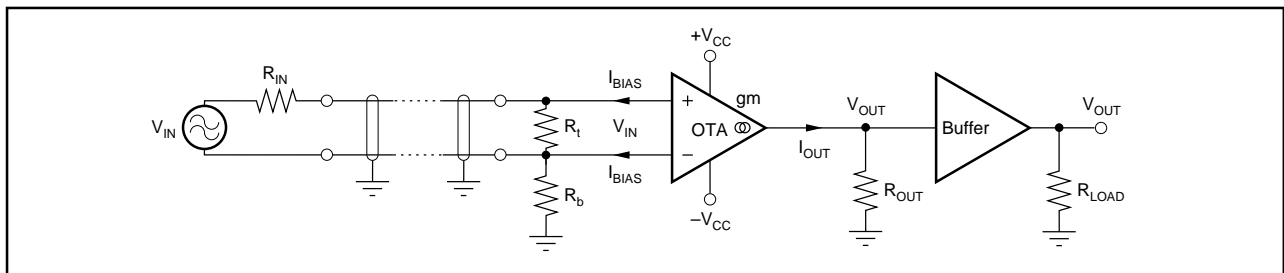 +V_CC
R_IN
I_BIAS
gm
V_OUT
V_OUT
+
V_IN
R_t
V_IN
OTA
Buffer
−
I_OUT
I_BIAS
R_b
R_OUT
R_LOAD
−V_CC